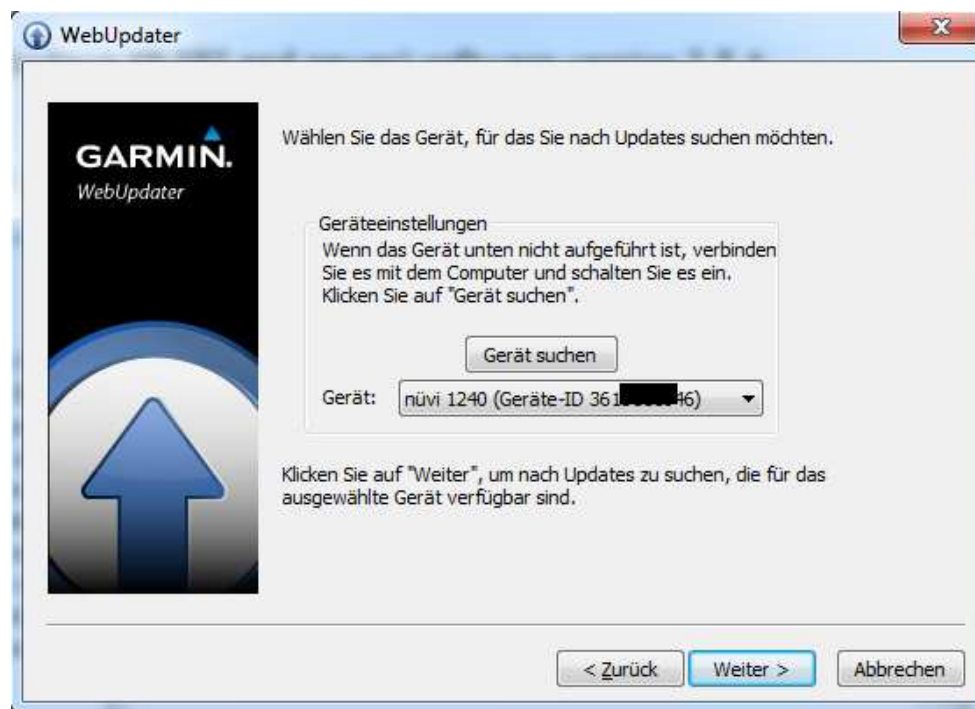 WebUpdater
GARMIN.
WebUpdater
Wählen Sie das Gerät, für das Sie nach Updates suchen möchten.
Geräteeinstellungen
Wenn das Gerät unten nicht aufgeführt ist, verbinden
Sie es mit dem Computer und schalten Sie es ein.
Klicken Sie auf "Gerät suchen".
Gerät suchen
Gerät: nüvi 1240 (Geräte-ID 361 46)
Klicken Sie auf "Weiter", um nach Updates zu suchen, die für das
ausgewählte Gerät verfügbar sind.
< Zurück Weiter > Abbrechen